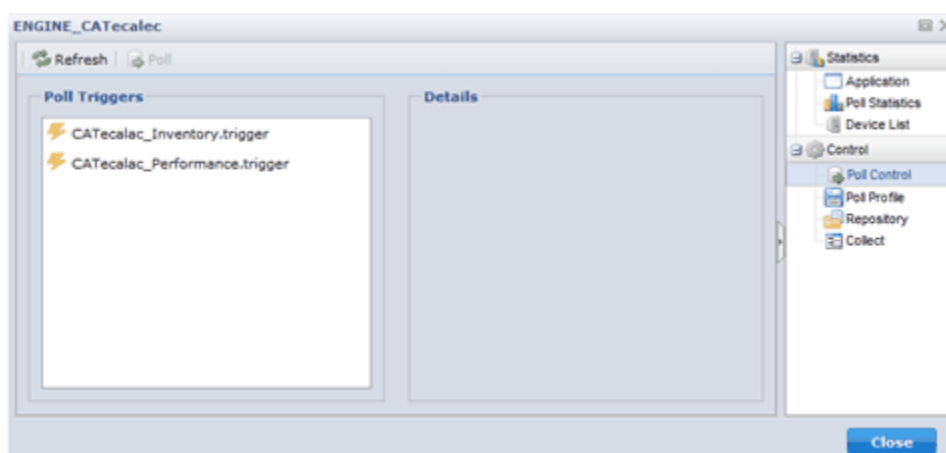 ENGINE_CATecalec
Refresh
Poll
Poll Triggers
CATecalac_Inventory.trigger
CATecalac_Performance.trigger
Details
Statistics
Application
Poll Statistics
Device List
Control
Poll Control
Poll Profile
Repository
Collect
Close